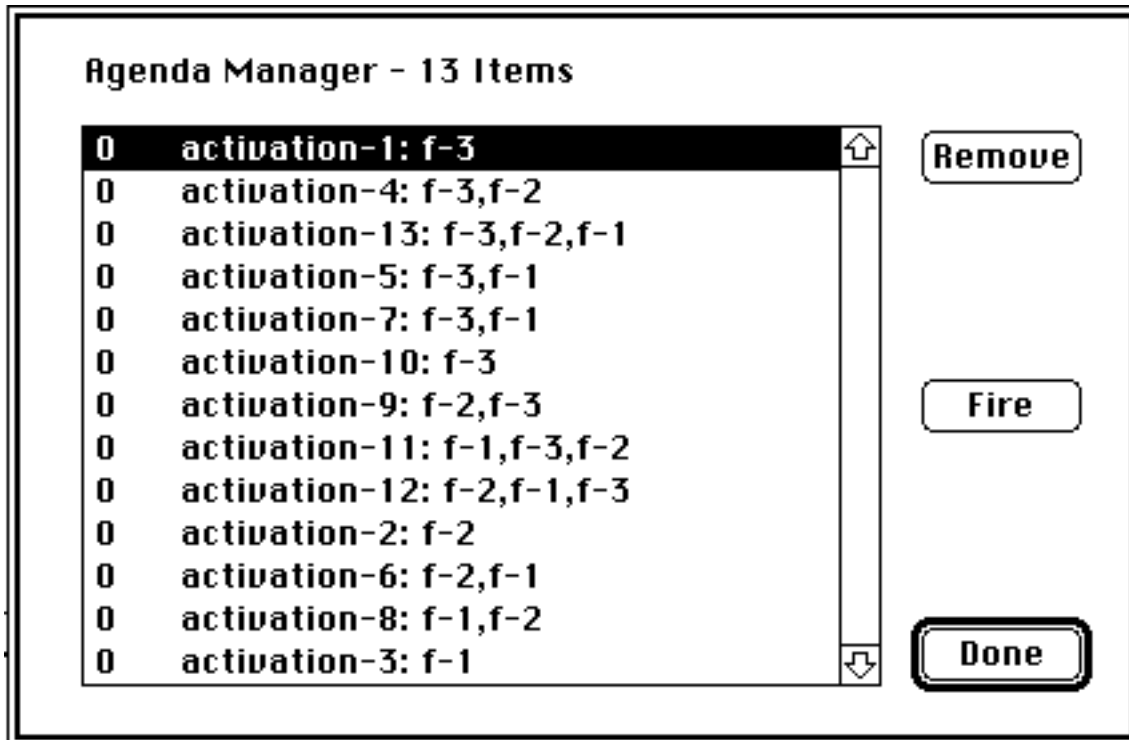 Agenda Manager - 13 Items
0 activation-1: f-3
Remove
0 activation-4: f-3,f-2
0 activation-13: f-3,f-2,f-1
0 activation-5: f-3,f-1
0 activation-7: f-3,f-1
0 activation-10: f-3
0 activation-9: f-2,f-3
Fire
0 activation-11: f-1,f-3,f-2
0 activation-12: f-2,f-1,f-3
0 activation-2: f-2
0 activation-6: f-2,f-1
0 activation-8: f-1,f-2
0 activation-3: f-1
Done